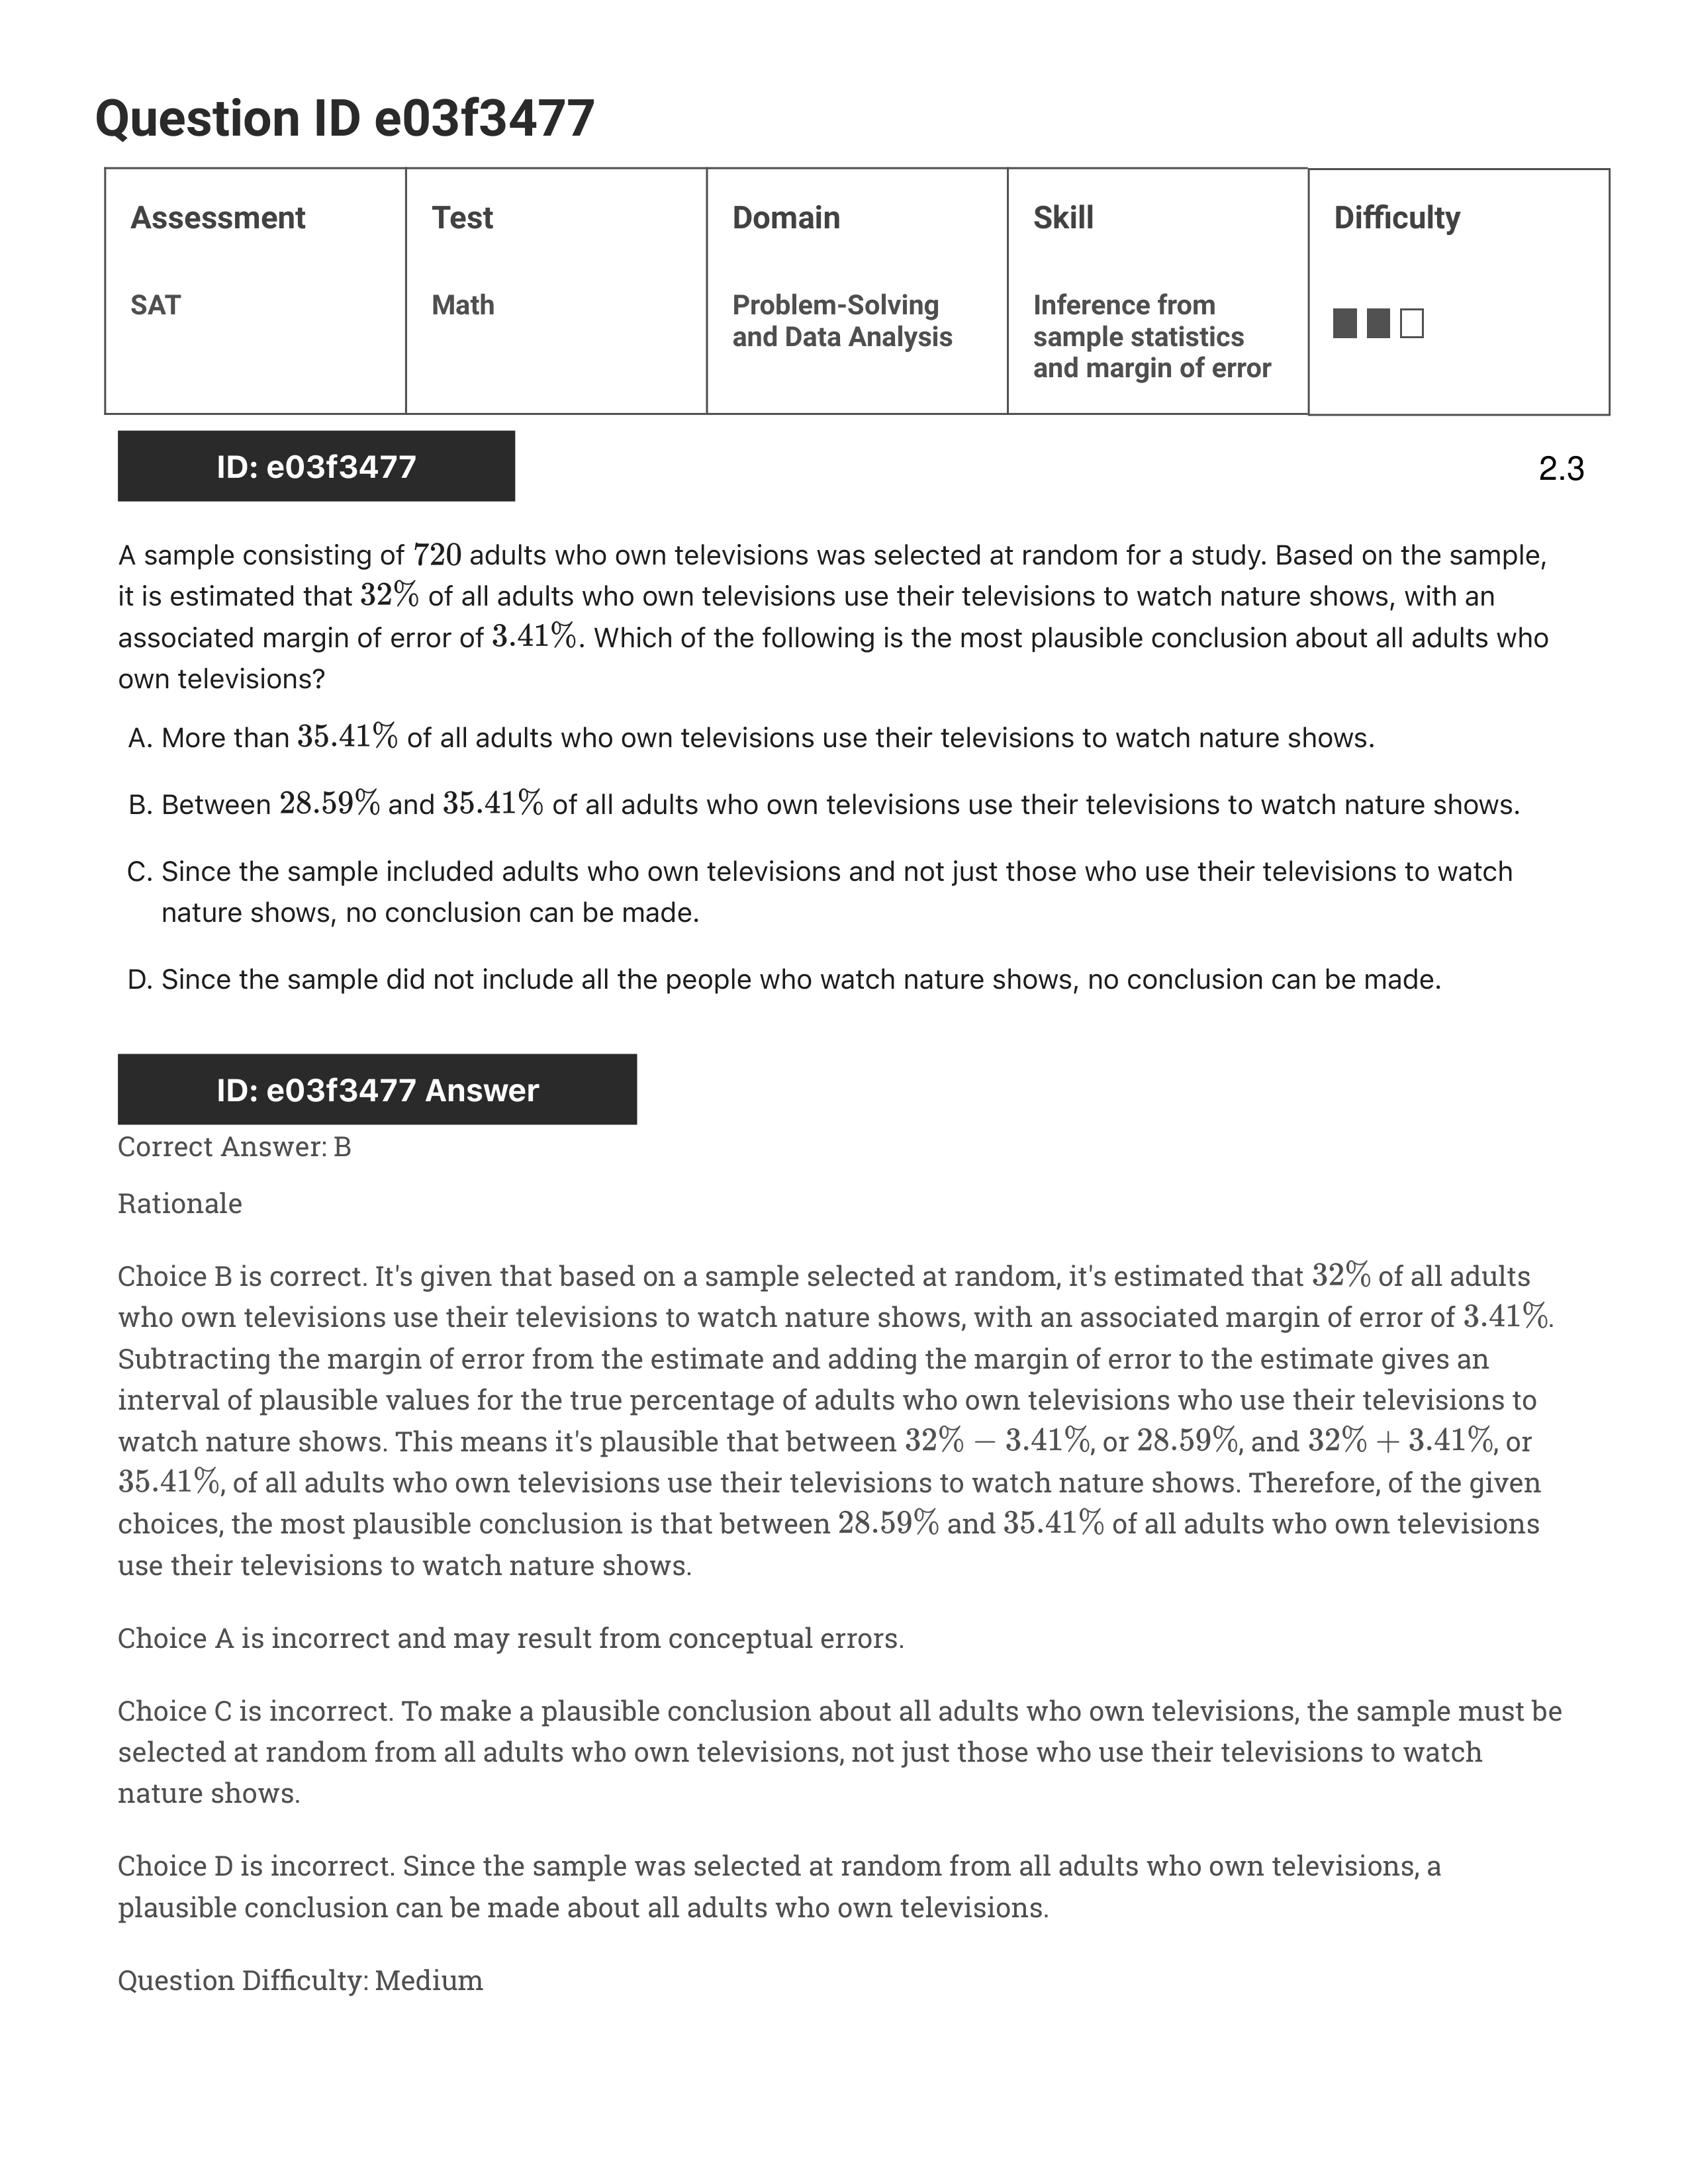 Question ID e03f3477
Assessment
Test
Domain
Skill
Difficulty
SAT
Math
Problem-Solving
and Data Analysis
Inference from
sample statistics
and margin of error
ID: e03f3477
2.3
A sample consisting of 720 adults who own televisions was selected at random for a study. Based on the sample,
it is estimated that 32% of all adults who own televisions use their televisions to watch nature shows, with an
associated margin of error of 3.41%. Which of the following is the most plausible conclusion about all adults who
own televisions?
A. More than 35.41% of all adults who own televisions use their televisions to watch nature shows.
B. Between 28.59% and 35.41% of all adults who own televisions use their televisions to watch nature shows.
C. Since the sample included adults who own televisions and not just those who use their televisions to watch
nature shows, no conclusion can be made.
D. Since the sample did not include all the people who watch nature shows, no conclusion can be made.
ID: e03f3477 Answer
Correct Answer: B
Rationale
Choice B is correct. It's given that based on a sample selected at random, it's estimated that 32% of all adults
who own televisions use their televisions to watch nature shows, with an associated margin of error of 3.41%.
Subtracting the margin of error from the estimate and adding the margin of error to the estimate gives an
interval of plausible values for the true percentage of adults who own televisions who use their televisions to
watch nature shows. This means it's plausible that between 32% − 3.41%, or 28.59%, and 32% + 3.41%, or
35.41%, of all adults who own televisions use their televisions to watch nature shows. Therefore, of the given
choices, the most plausible conclusion is that between 28.59% and 35.41% of all adults who own televisions
use their televisions to watch nature shows.
Choice A is incorrect and may result from conceptual errors.
Choice C is incorrect. To make a plausible conclusion about all adults who own televisions, the sample must be
selected at random from all adults who own televisions, not just those who use their televisions to watch
nature shows.
Choice D is incorrect. Since the sample was selected at random from all adults who own televisions, a
plausible conclusion can be made about all adults who own televisions.
Question Difficulty: Medium